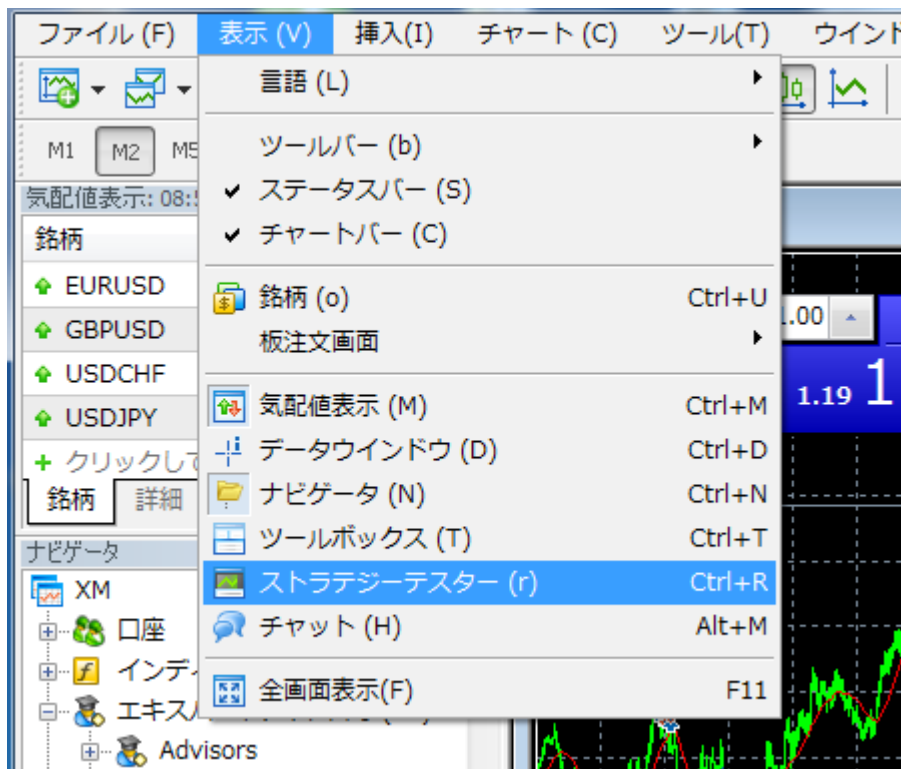 ファイル (F) 表示 (V) 挿入(I) チャート (C) ツール(T) ウインド
言語 (L)
M1 M2 M5
ツールバー (b)
ステータスバー (S)
チャートバー (C)
気配値表示: 08:
銘柄
EURUSD
GBPUSD
USDCHF
USDJPY
クリックして
銘柄 詳細
銘柄 (o) Ctrl+U
板注文画面
気配値表示 (M) Ctrl+M
データウインドウ (D) Ctrl+D
ナビゲータ (N) Ctrl+N
ツールボックス (T) Ctrl+T
ストラテジーテスター (r) Ctrl+R
チャット (H) Alt+M
全画面表示(F) F11
.00
1.19 1
ナビゲータ
XM
口座
インディ
エキス
Advisors